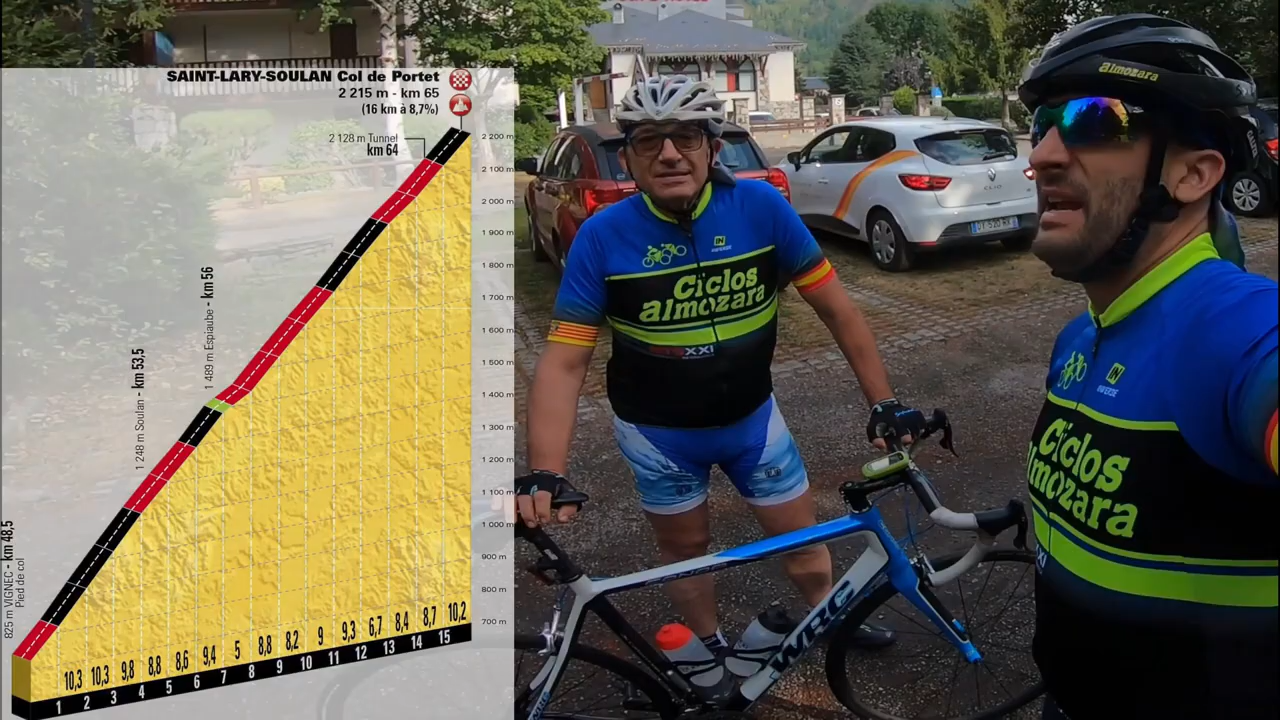 SAINT-LARY-SOULAN Col de Portet
2 215 m - km 65
(16 km à 8,7%)
2 128 m Tunnel
km 64
1 489 m Espiaube - km 56
1 248 m Soulan - km 53,5
825 m VIGNEC - km 48,5
Pied de col
2 200 m
2 100 m
2 000 m
1 900 m
1 800 m
1 700 m
1 600 m
1 500 m
1 400 m
1 300 m
1 200 m
1 100 m
1 000 m
900 m
800 m
700 m
10,3 10,3 9,8 8,8 8,6 9,4 5 8,8 8,2 9 9,3 6,7 8,4 8,7 10,2
1 2 3 4 5 6 7 8 9 10 11 12 13 14 15
almozara
CLIO
IN
INVERSE
Ciclos
almozara
XXI
WRC
IN
INVERSE
Ciclos
almozara
XXI